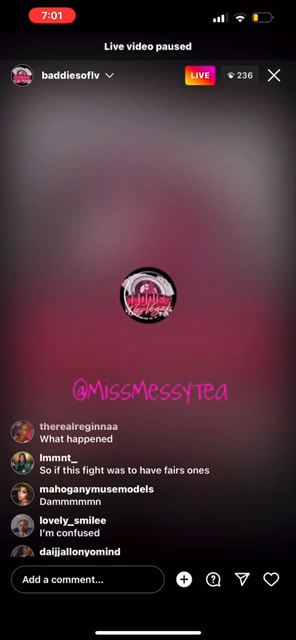 7:01
Live video paused
baddiesoflv
LIVE
236
@MissMessyTea
therealreginnaa
What happened
lmmnt_
So if this fight was to have fairs ones
mahoganymusemodels
Dammmmmn
lovely_smilee
I'm confused
daijjallonyomind
Add a comment...